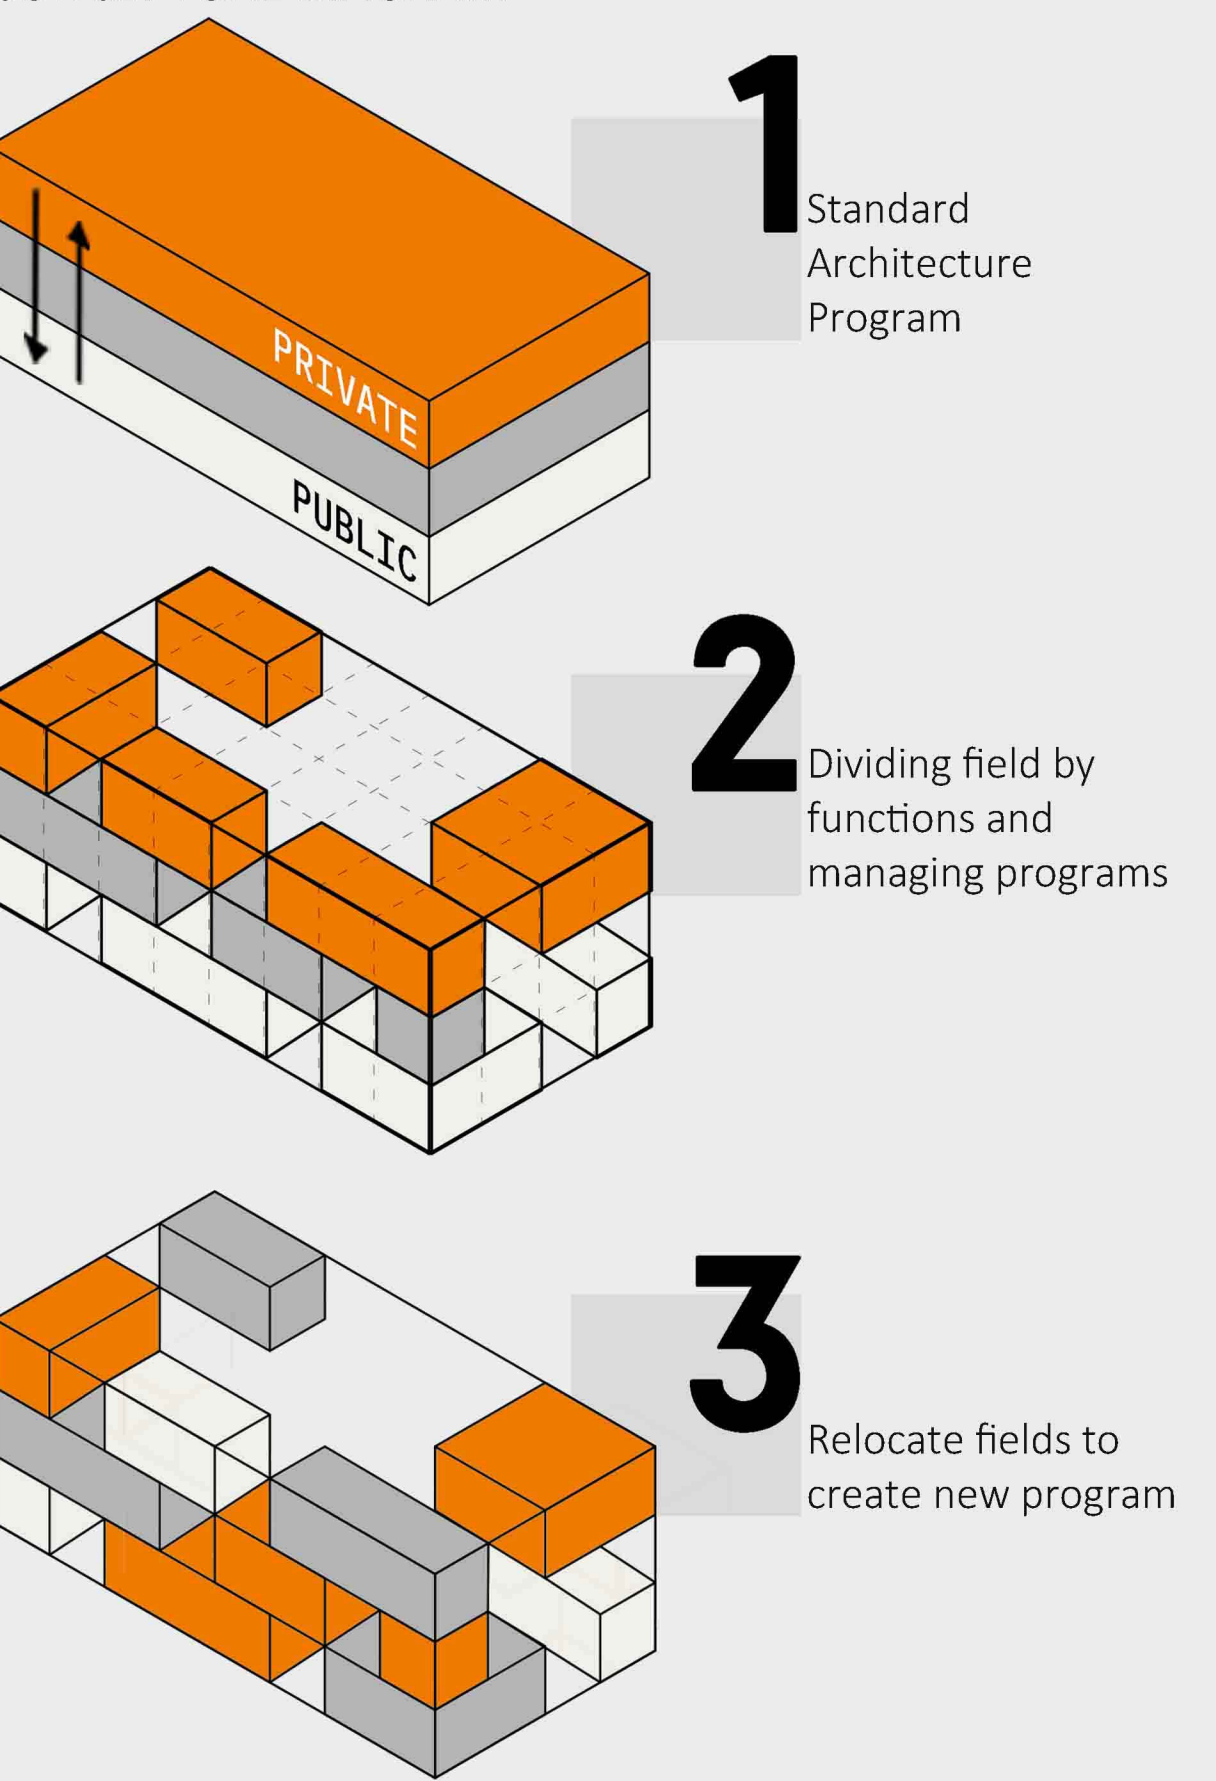 1
Standard
Architecture
Program
PRIVATE
PUBLIC
2
Dividing field by
functions and
managing programs
3
Relocate fields to
create new program